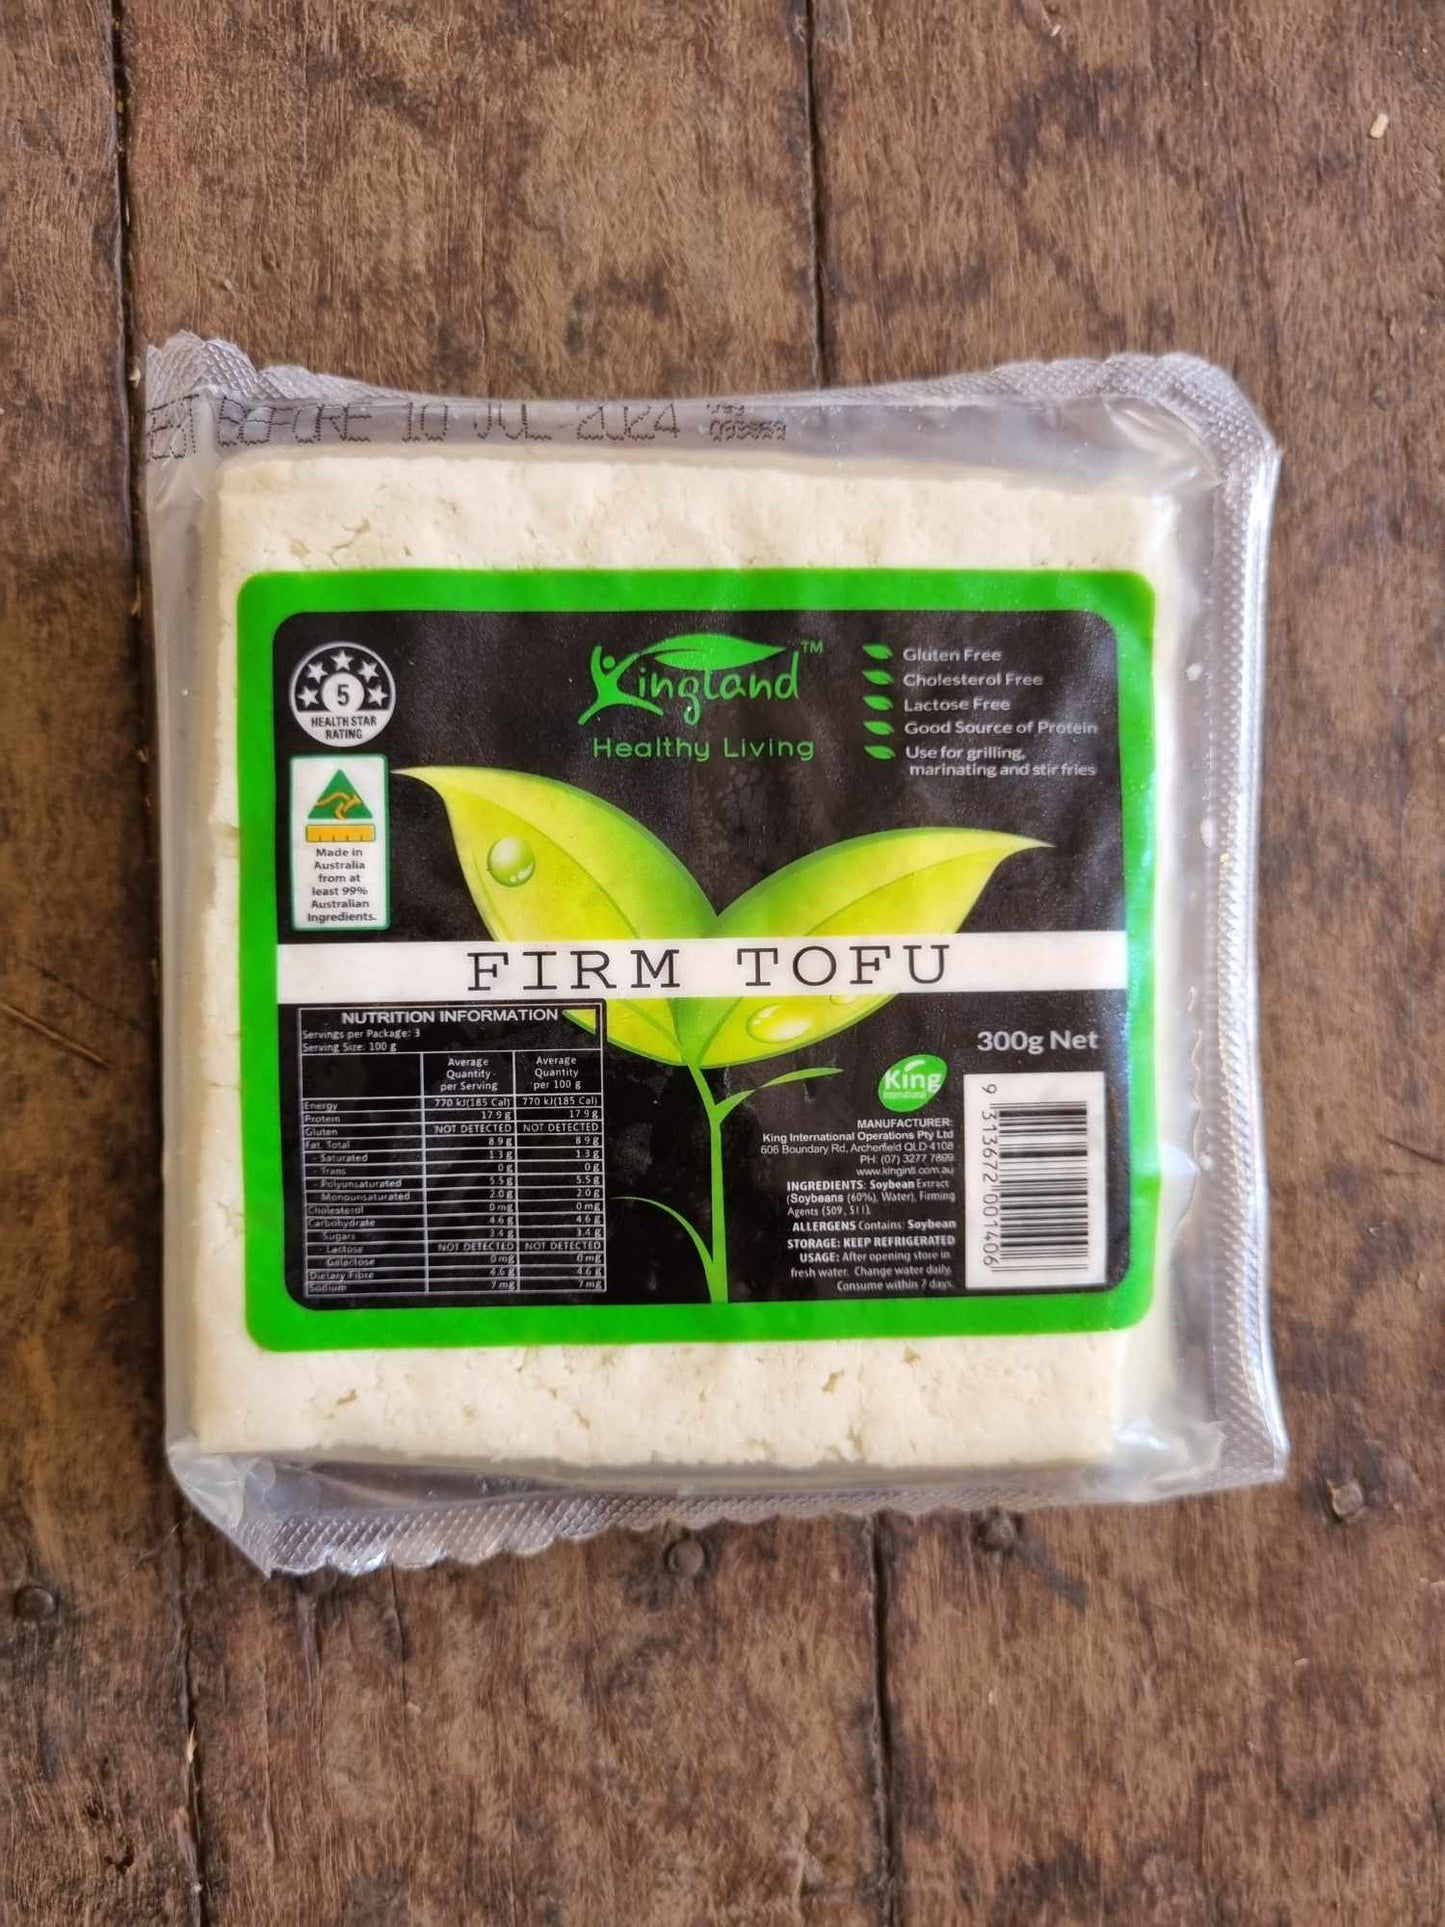 BEST BEFORE 10 JUL 2024
5
HEALTH STAR
RATING
Kingland™
Healthy Living
Gluten Free
Cholesterol Free
Lactose Free
Good Source of Protein
Use for grilling,
marinating and stir fries
Made in
Australia
from at
least 99%
Australian
Ingredients.
FIRM TOFU
NUTRITION INFORMATION
Servings per Package: 3
Serving Size: 100 g
Average Quantity per Serving Average Quantity per 100 g
Energy 770 kJ(185 Cal) 770 kJ(185 Cal)
Protein 17.9 g 17.9 g
Gluten NOT DETECTED NOT DETECTED
Fat, Total 8.9 g 8.9 g
- Saturated 1.3 g 1.3 g
- Trans 0 g 0 g
- Polyunsaturated 5.5 g 5.5 g
- Monounsaturated 2.0 g 2.0 g
Cholesterol 0 mg 0 mg
Carbohydrate 4.6 g 4.6 g
Sugars 3.4 g 3.4 g
- Lactose NOT DETECTED NOT DETECTED
- Galactose 0 mg 0 mg
Dietary Fibre 4.6 g 4.6 g
Sodium 7 mg 7 mg
300g Net
King
International
MANUFACTURER:
King International Operations Pty Ltd
606 Boundary Rd, Archerfield QLD 4108
PH: (07) 3277 7899
www.kingintl.com.au
INGREDIENTS: Soybean Extract
(Soybeans (60%), Water), Firming
Agents (509, 511).
ALLERGENS Contains: Soybean
STORAGE: KEEP REFRIGERATED
USAGE: After opening store in
fresh water. Change water daily.
Consume within 7 days.
9 313672 001406